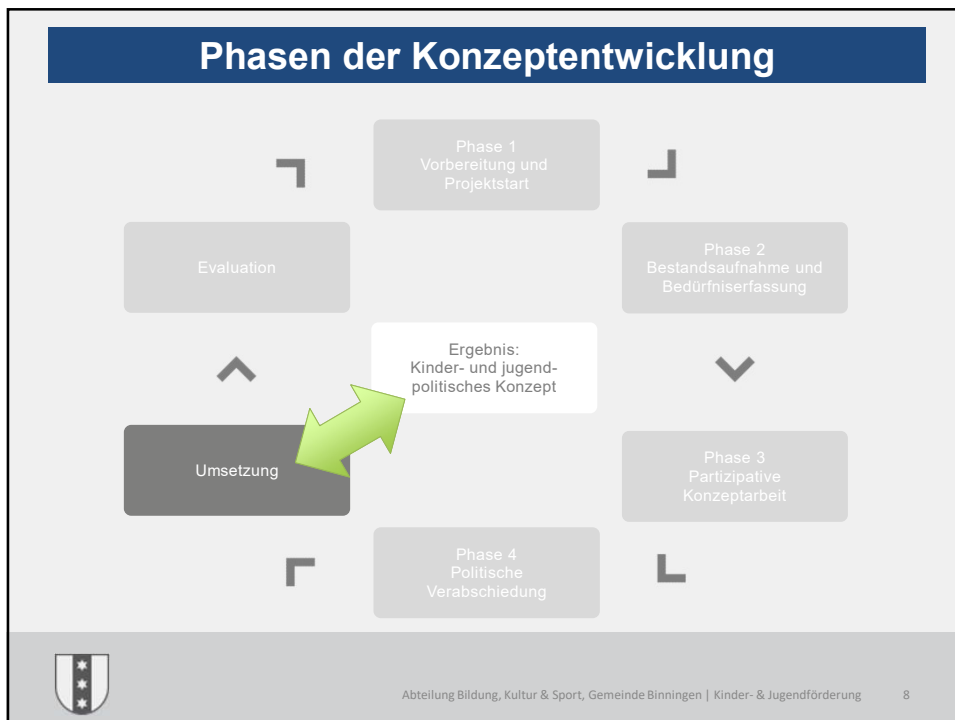 Phasen der Konzeptentwicklung
Phase 1
Vorbereitung und
Projektstart
Evaluation
Phase 2
Bestandsaufnahme und
Bedürfniserfassung
Ergebnis:
Kinder- und jugend-
politisches Konzept
Umsetzung
Phase 3
Partizipative
Konzeptarbeit
Phase 4
Politische
Verabschiedung
Abteilung Bildung, Kultur & Sport, Gemeinde Binningen | Kinder- & Jugendförderung 8